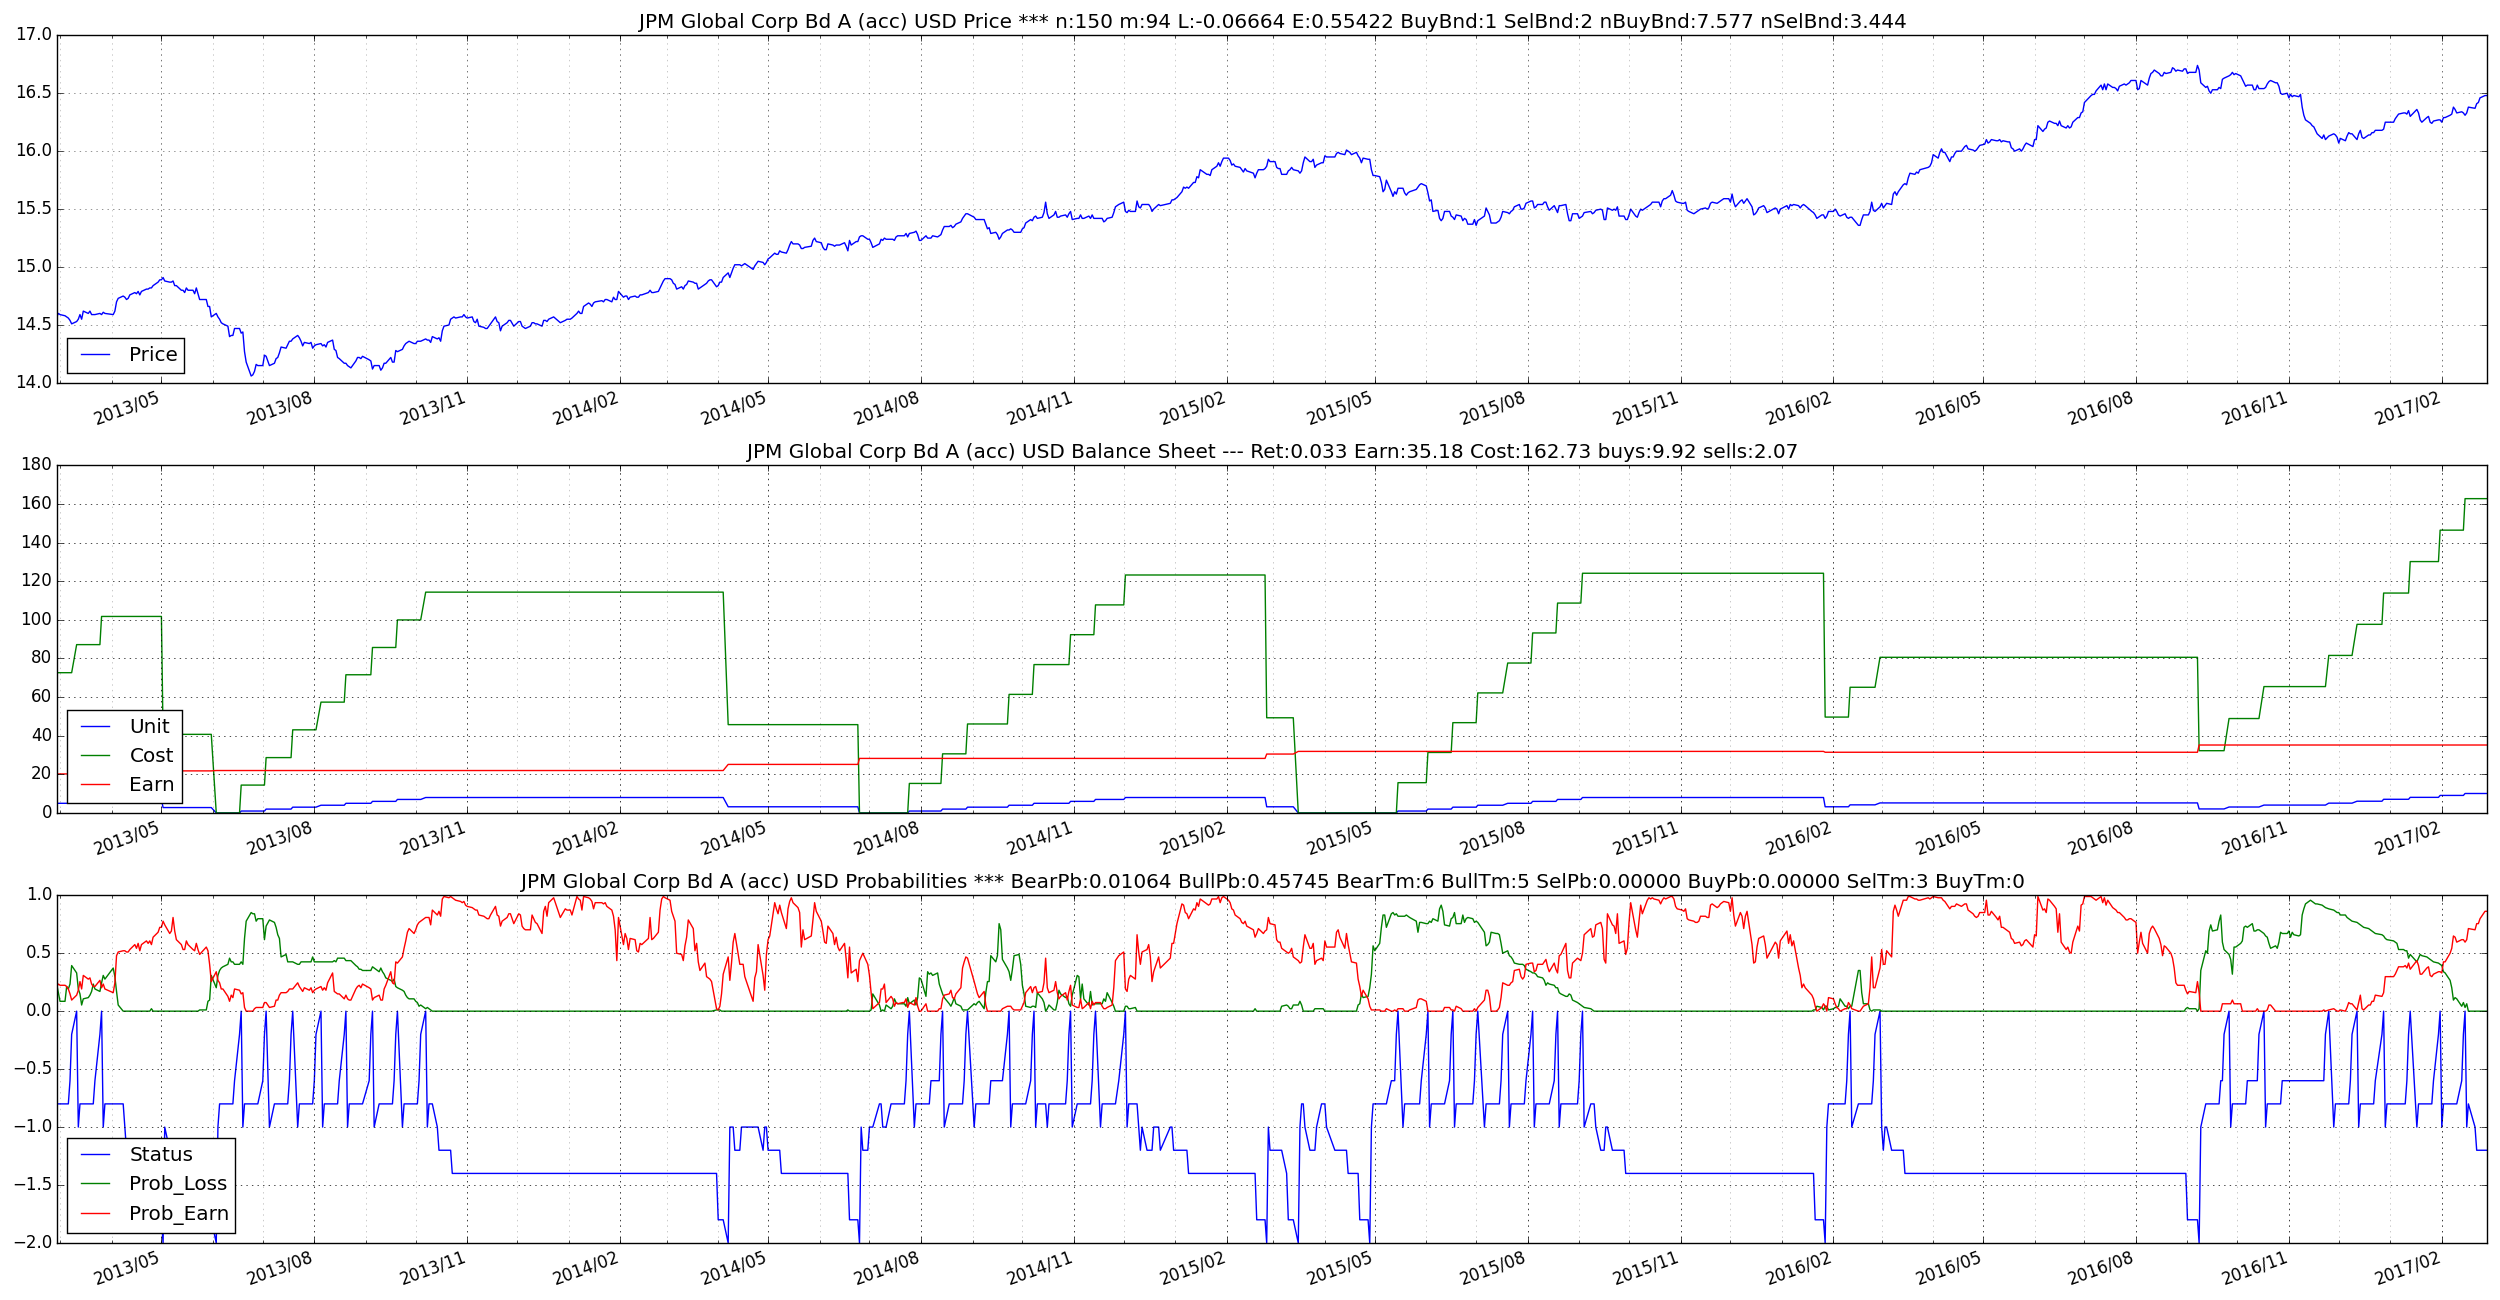 JPM Global Corp Bd A (acc) USD Price *** n:150 m:94 L:-0.06664 E:0.55422 BuyBnd:1 SelBnd:2 nBuyBnd:7.577 nSelBnd:3.444
17.0
16.5
16.0
15.5
15.0
14.5
14.0
Price
2013/05 2013/08 2013/11 2014/02 2014/05 2014/08 2014/11 2015/02 2015/05 2015/08 2015/11 2016/02 2016/05 2016/08 2016/11 2017/02
JPM Global Corp Bd A (acc) USD Balance Sheet --- Ret:0.033 Earn:35.18 Cost:162.73 buys:9.92 sells:2.07
180
160
140
120
100
80
60
40
20
0
Unit
Cost
Earn
2013/05 2013/08 2013/11 2014/02 2014/05 2014/08 2014/11 2015/02 2015/05 2015/08 2015/11 2016/02 2016/05 2016/08 2016/11 2017/02
JPM Global Corp Bd A (acc) USD Probabilities *** BearPb:0.01064 BullPb:0.45745 BearTm:6 BullTm:5 SelPb:0.00000 BuyPb:0.00000 SelTm:3 BuyTm:0
1.0
0.5
0.0
−0.5
−1.0
−1.5
−2.0
Status
Prob_Loss
Prob_Earn
2013/05 2013/08 2013/11 2014/02 2014/05 2014/08 2014/11 2015/02 2015/05 2015/08 2015/11 2016/02 2016/05 2016/08 2016/11 2017/02